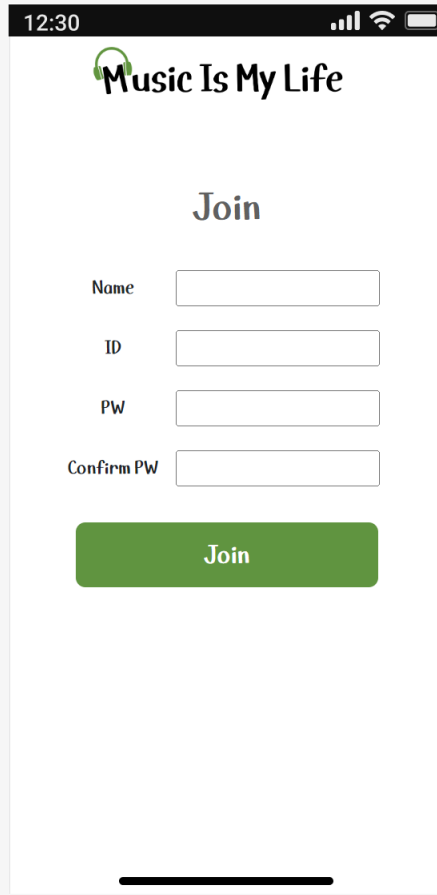 12:30
Music Is My Life
Join
Name
ID
PW
Confirm PW
Join